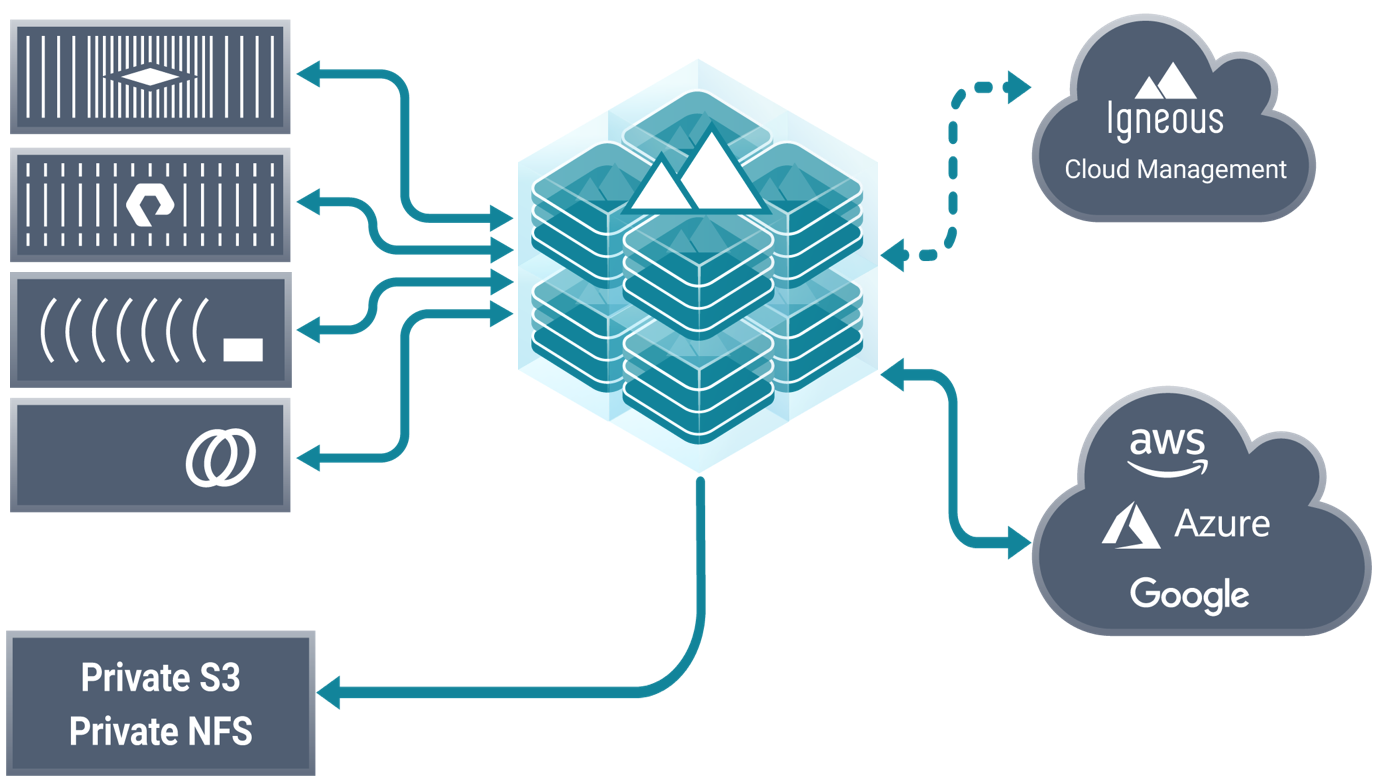 Igneous
Cloud Management
aws
Azure
Google
Private S3
Private NFS